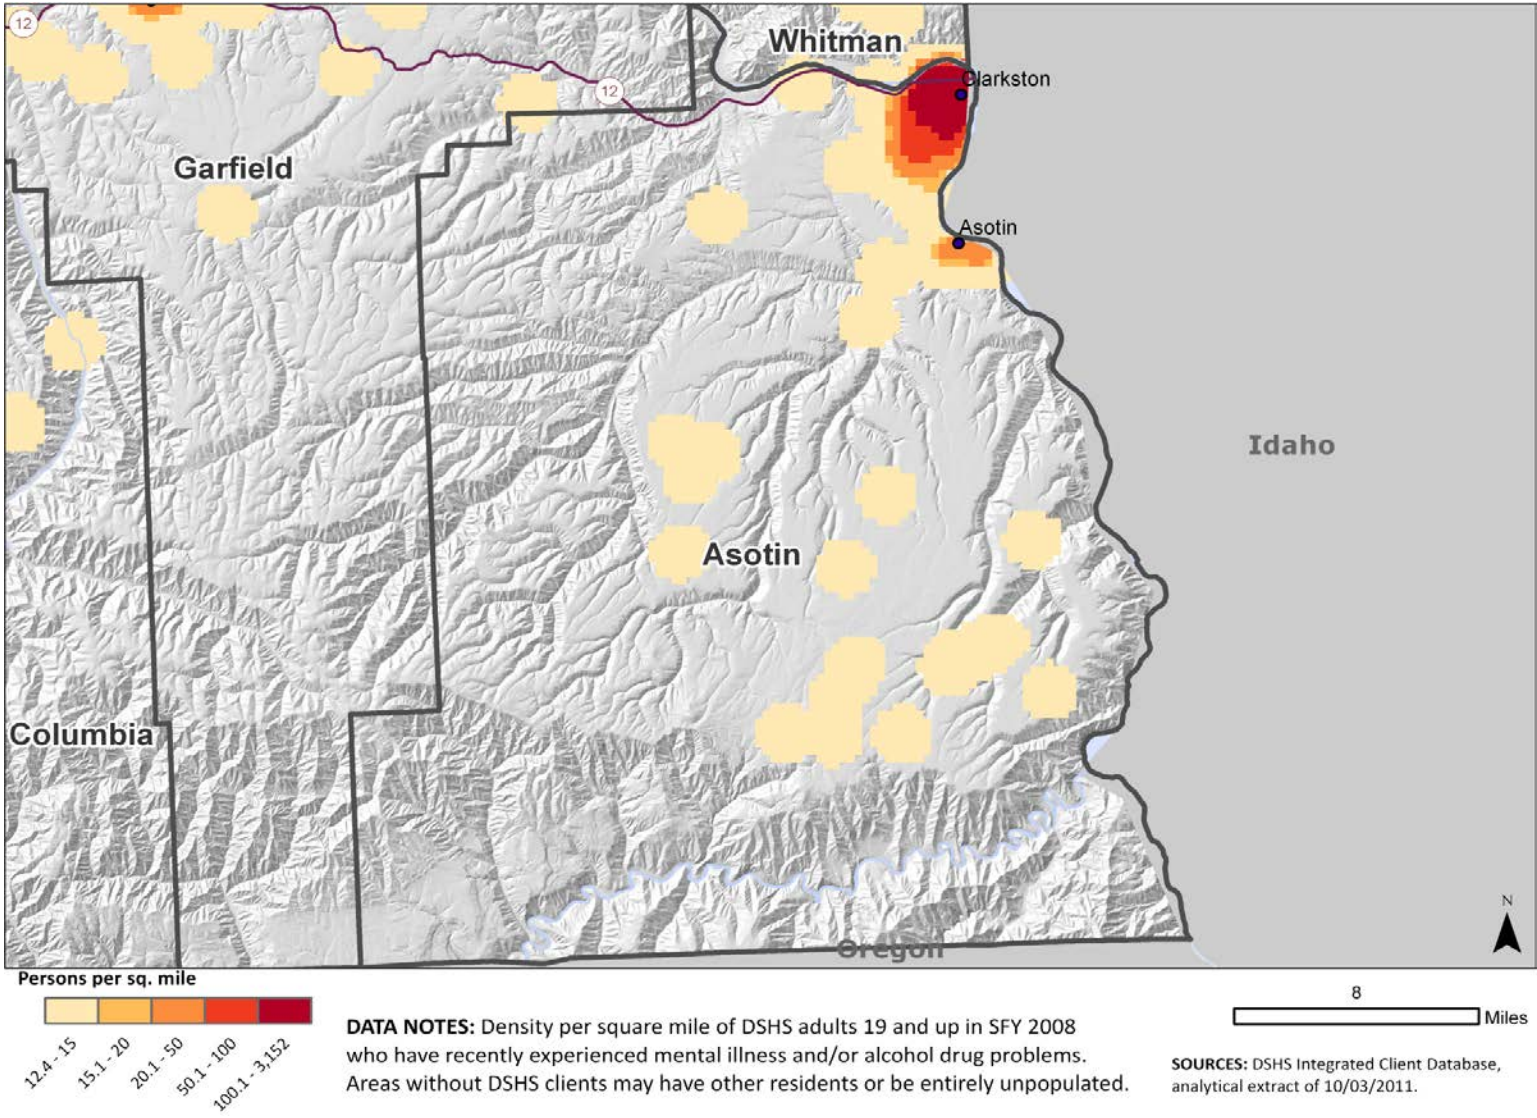 12
Whitman
Clarkston
12
Garfield
Asotin
Idaho
Asotin
Columbia
Oregon
N
Persons per sq. mile
12.4 - 15
15.1 - 20
20.1 - 50
50.1 - 100
100.1 - 3,152
DATA NOTES: Density per square mile of DSHS adults 19 and up in SFY 2008
who have recently experienced mental illness and/or alcohol drug problems.
Areas without DSHS clients may have other residents or be entirely unpopulated.
8
Miles
SOURCES: DSHS Integrated Client Database,
analytical extract of 10/03/2011.